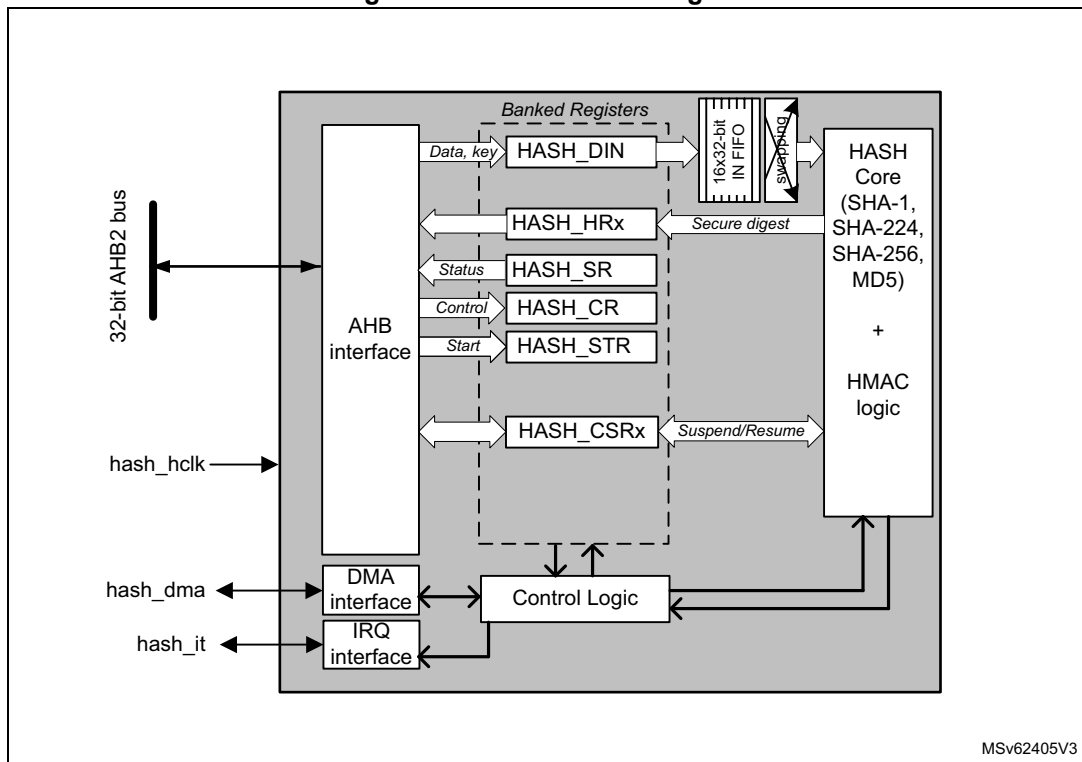 Banked Registers
32-bit AHB2 bus
AHB
interface
Data, key
HASH_DIN
16x32-bit
IN FIFO
swapping
HASH
Core
(SHA-1,
SHA-224,
SHA-256,
MD5)
+
HMAC
logic
HASH_HRx
Secure digest
Status
HASH_SR
Control
HASH_CR
Start
HASH_STR
HASH_CSRx
Suspend/Resume
hash_hclk
hash_dma
DMA
interface
Control Logic
hash_it
IRQ
interface
MSv62405V3